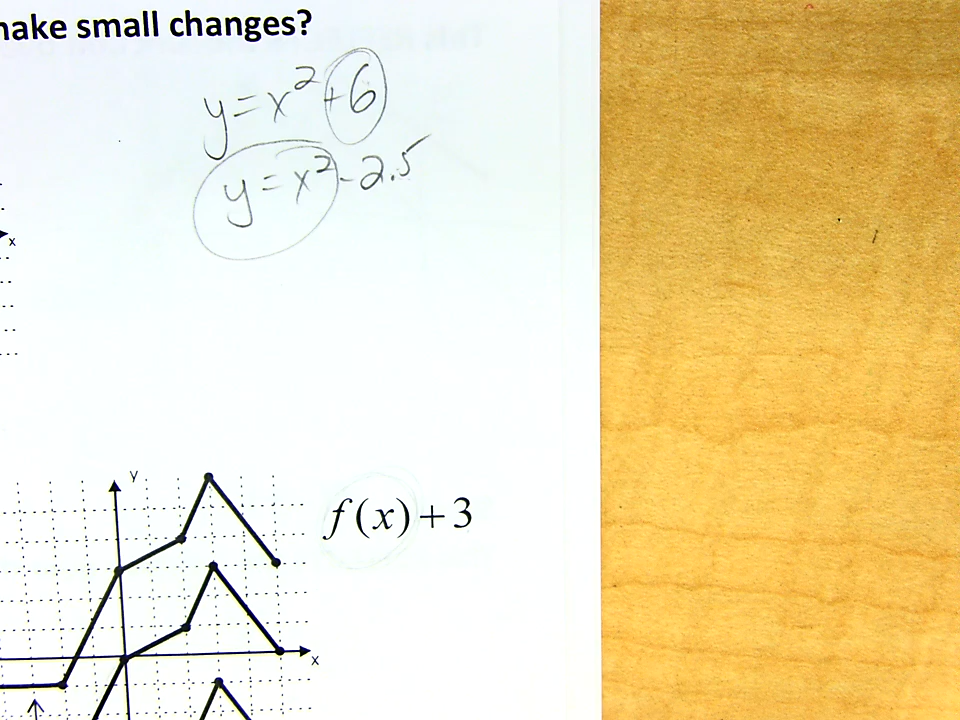 make small changes?
y = x² + 6
y = x² - 2.5
x
y
f(x) + 3
x